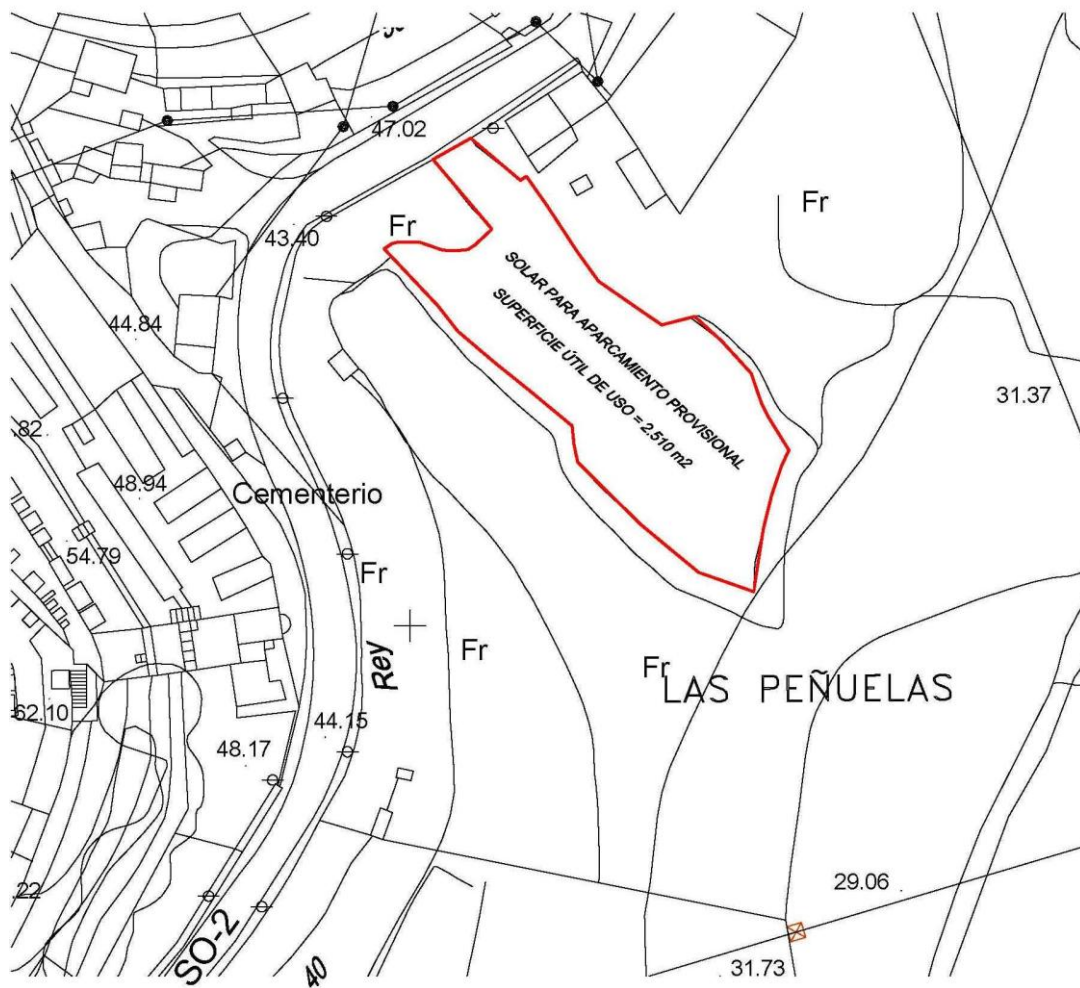 47.02
Fr
Fr
43.40
SOLAR PARA APARCAMIENTO PROVISIONAL
SUPERFICIE ÚTIL DE USO = 2.510 m2
44.84
31.37
.82
48.94
Cementerio
54.79
Fr
Rey
Fr
Fr
LAS PEÑUELAS
62.10
44.15
48.17
29.06
.22
SO-2
40
31.73